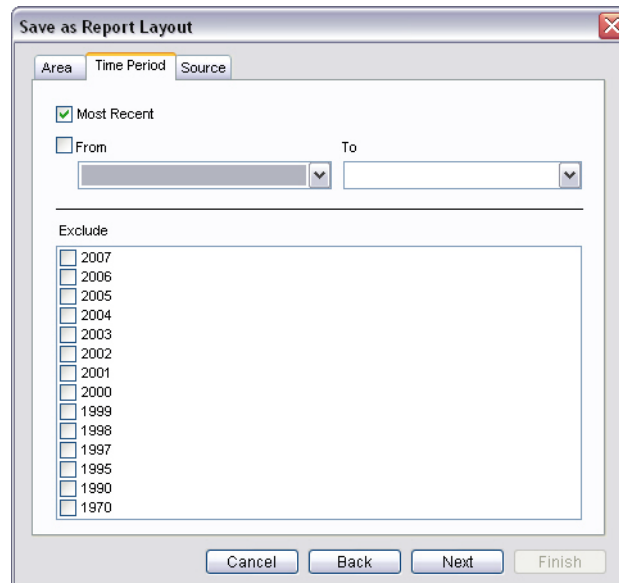 Save as Report Layout
Area Time Period Source
Most Recent
From To
Exclude
2007
2006
2005
2004
2003
2002
2001
2000
1999
1998
1997
1995
1990
1970
Cancel Back Next Finish